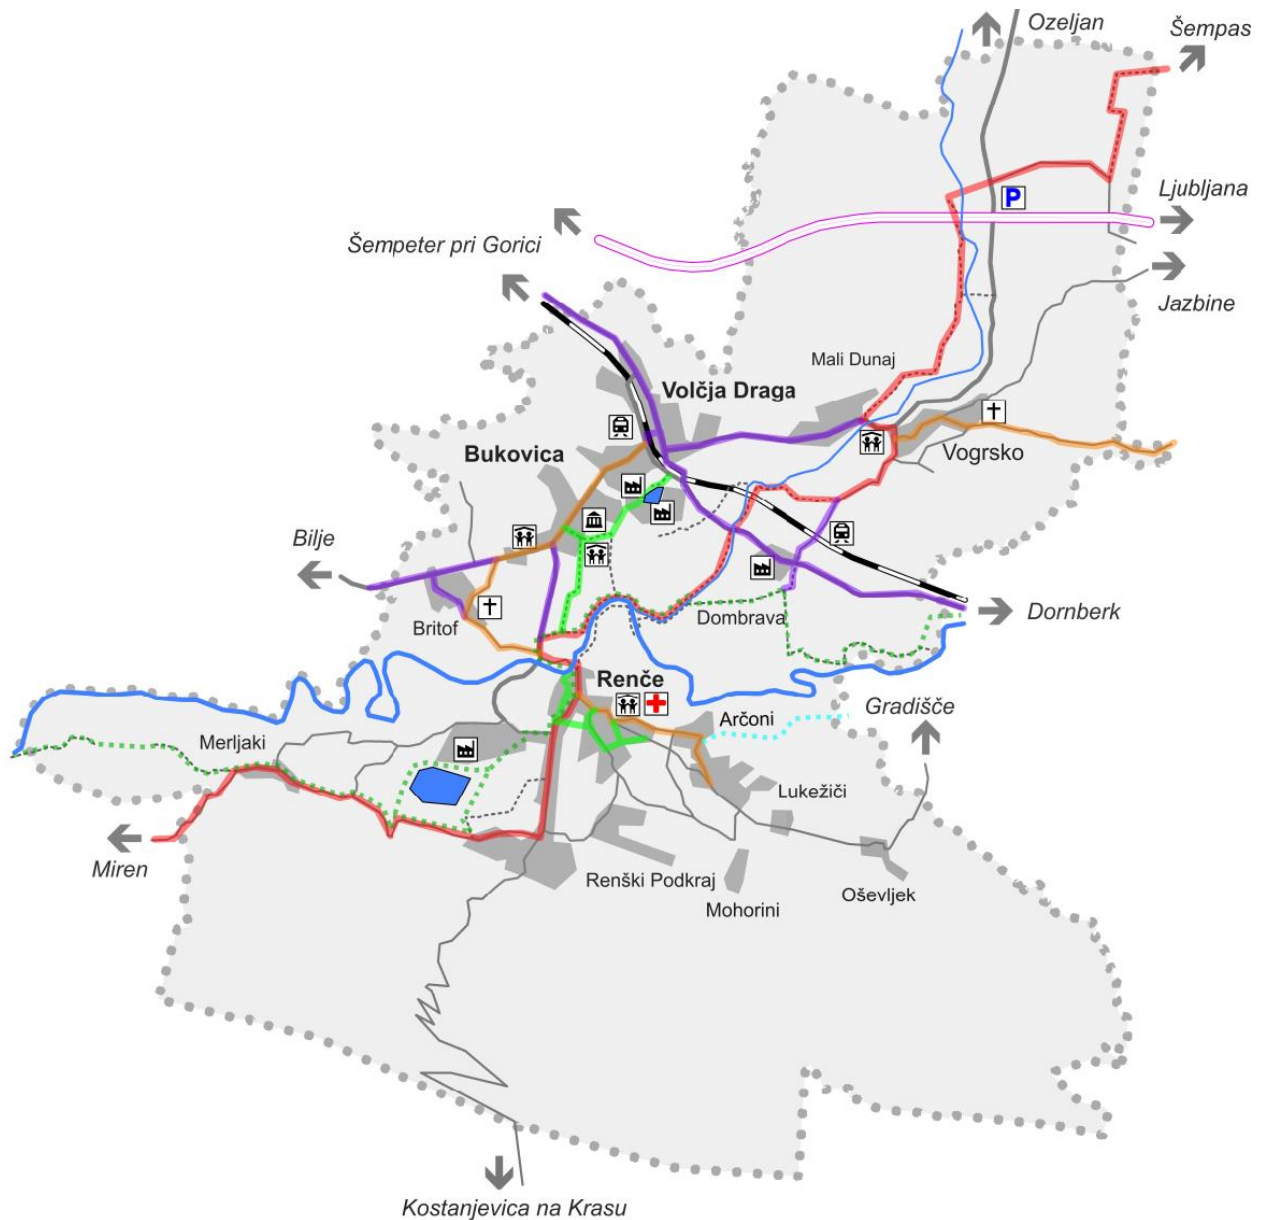 Ozeljan
Šempas
Ljubljana
P
Šempeter pri Gorici
Jazbine
Mali Dunaj
Volčja Draga
Bukovica
Vogrsko
Bilje
Dornberk
Britof
Dombrava
Renče
Gradišče
Arčoni
Merljaki
Lukežiči
Miren
Renški Podkraj
Oševljek
Mohorini
Kostanjevica na Krasu